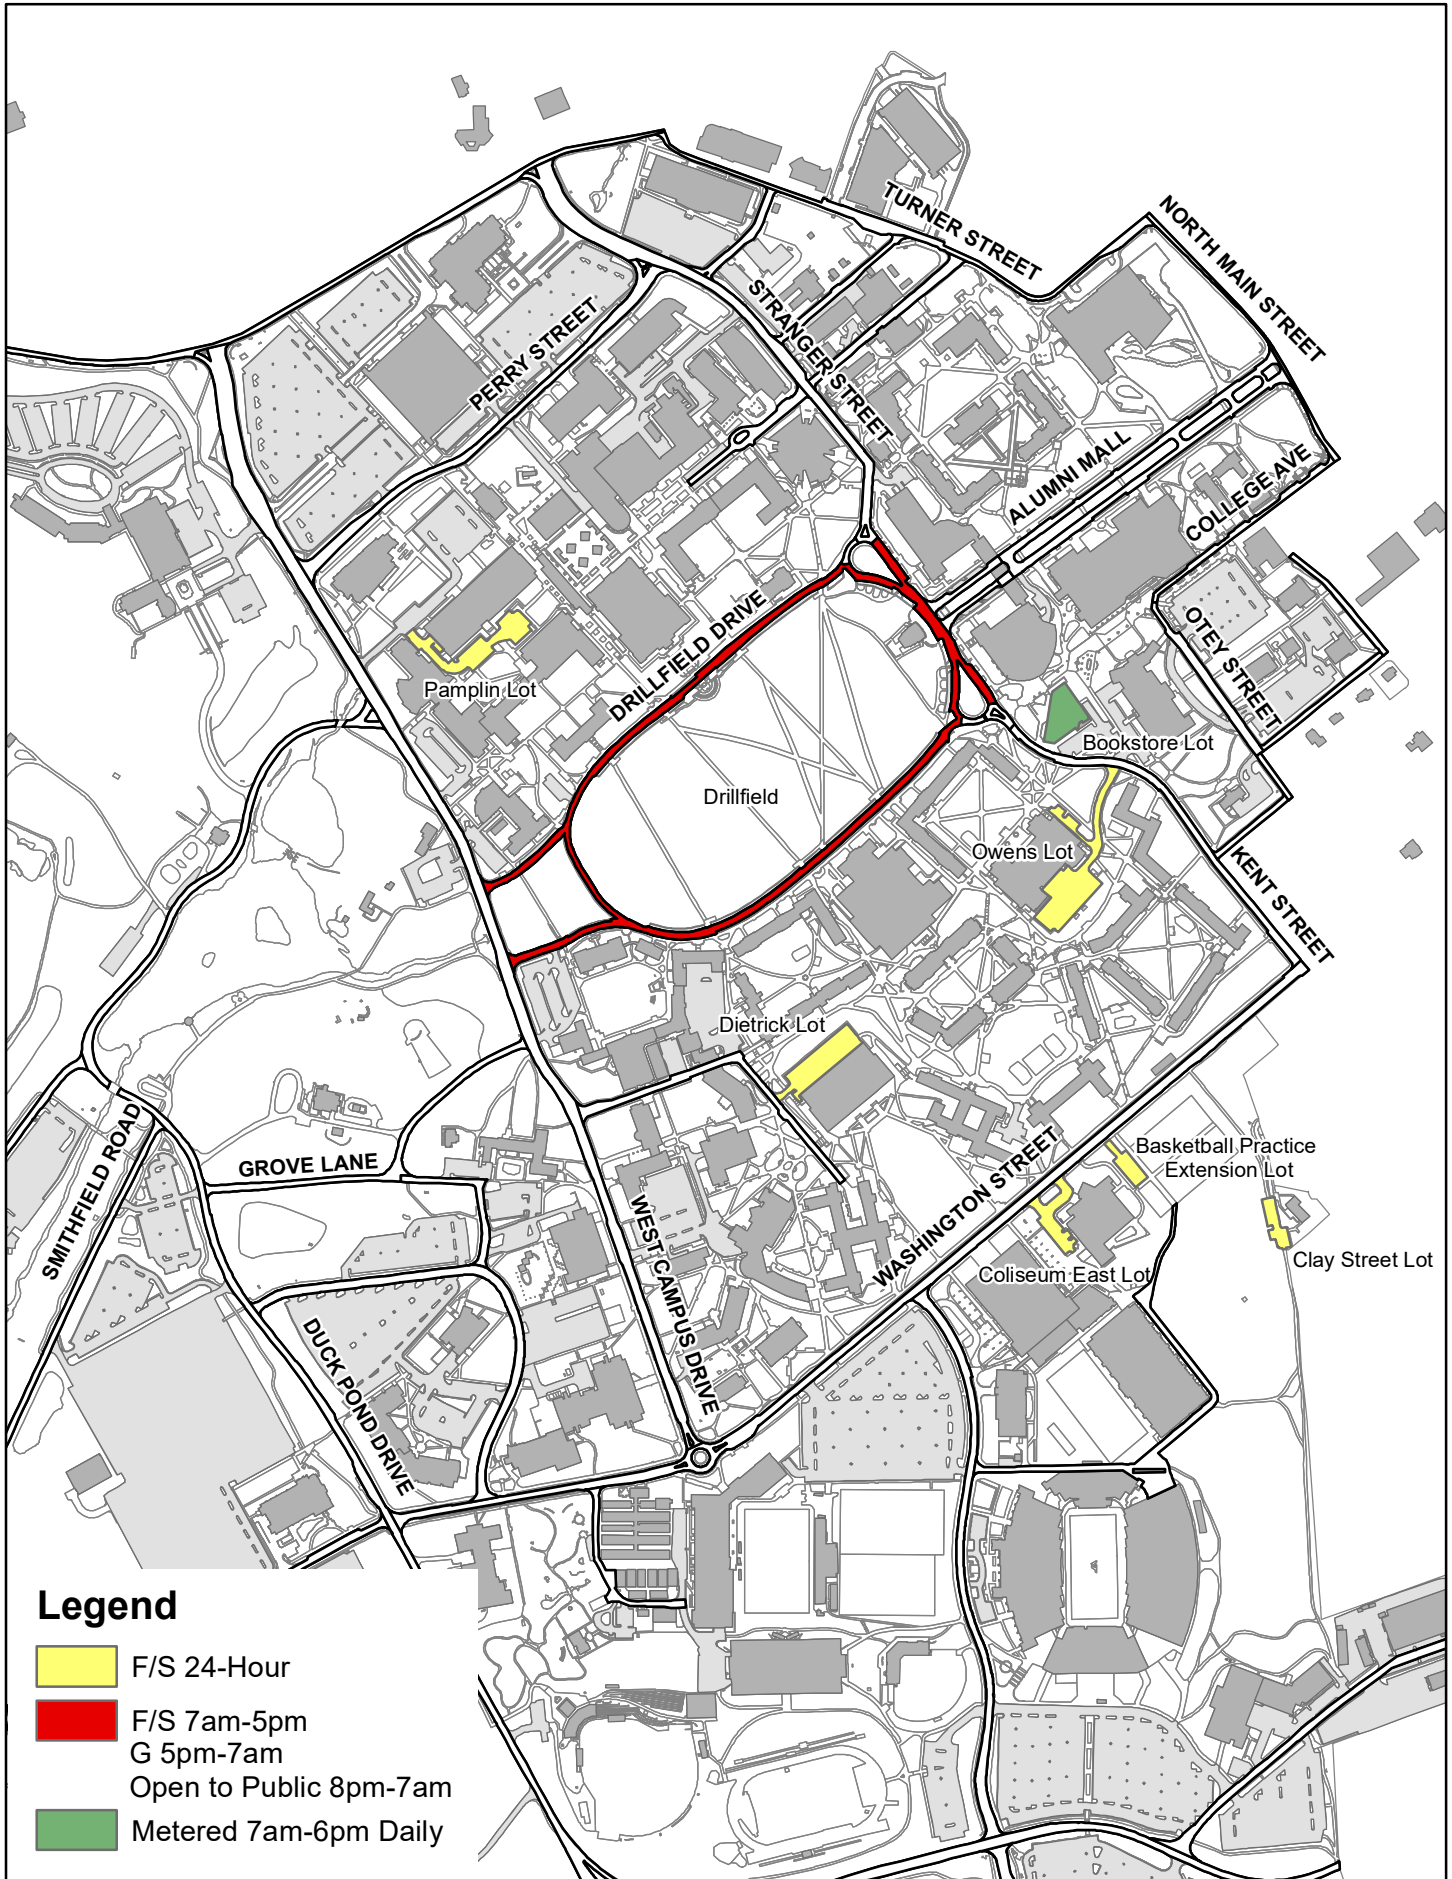 TURNER STREET
NORTH MAIN STREET
STRANGER STREET
PERRY STREET
ALUMNI MALL
COLLEGE AVE
OTEY STREET
DRILLFIELD DRIVE
Pamplin Lot
Bookstore Lot
Drillfield
Owens Lot
KENT STREET
Dietrick Lot
SMITHFIELD ROAD
GROVE LANE
WASHINGTON STREET
Basketball Practice
Extension Lot
WEST CAMPUS DRIVE
Clay Street Lot
Coliseum East Lot
DUCK POND DRIVE
Legend
F/S 24-Hour
F/S 7am-5pm
G 5pm-7am
Open to Public 8pm-7am
Metered 7am-6pm Daily